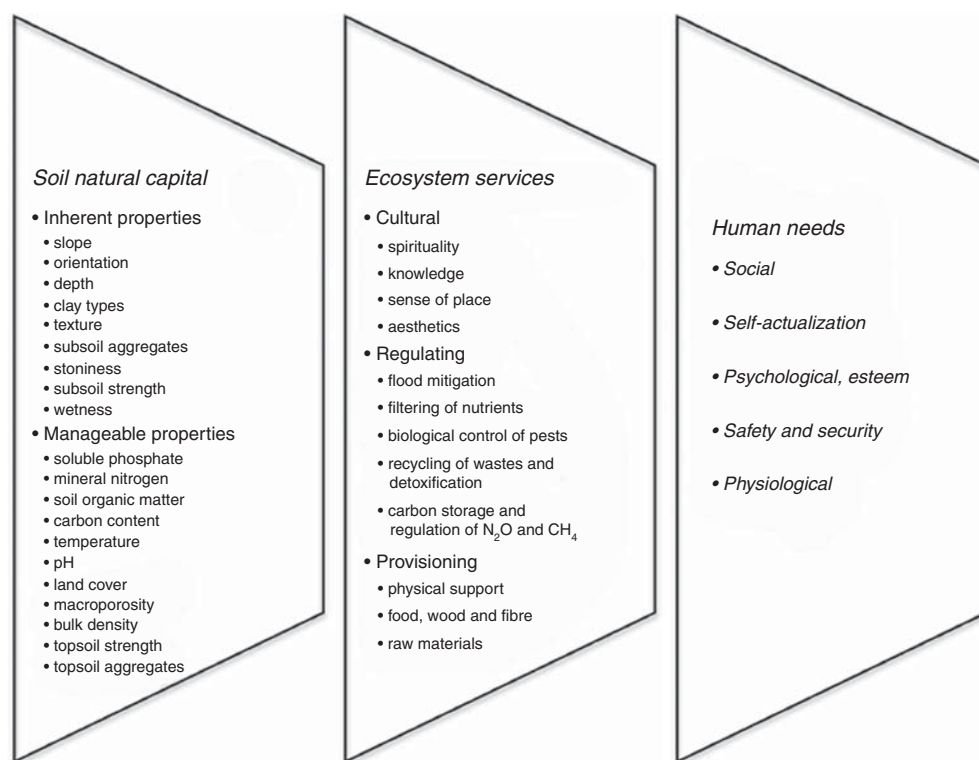 Soil natural capital
• Inherent properties
• slope
• orientation
• depth
• clay types
• texture
• subsoil aggregates
• stoniness
• subsoil strength
• wetness
• Manageable properties
• soluble phosphate
• mineral nitrogen
• soil organic matter
• carbon content
• temperature
• pH
• land cover
• macroporosity
• bulk density
• topsoil strength
• topsoil aggregates
Ecosystem services
• Cultural
• spirituality
• knowledge
• sense of place
• aesthetics
• Regulating
• flood mitigation
• filtering of nutrients
• biological control of pests
• recycling of wastes and
detoxification
• carbon storage and
regulation of N₂O and CH₄
• Provisioning
• physical support
• food, wood and fibre
• raw materials
Human needs
• Social
• Self-actualization
• Psychological, esteem
• Safety and security
• Physiological